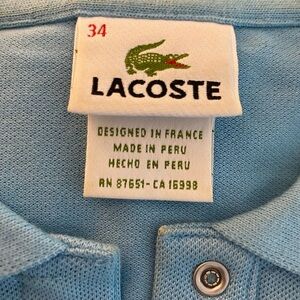 34
LACOSTE
DESIGNED IN FRANCE
MADE IN PERU
HECHO EN PERU
RN 87651-CA 16998